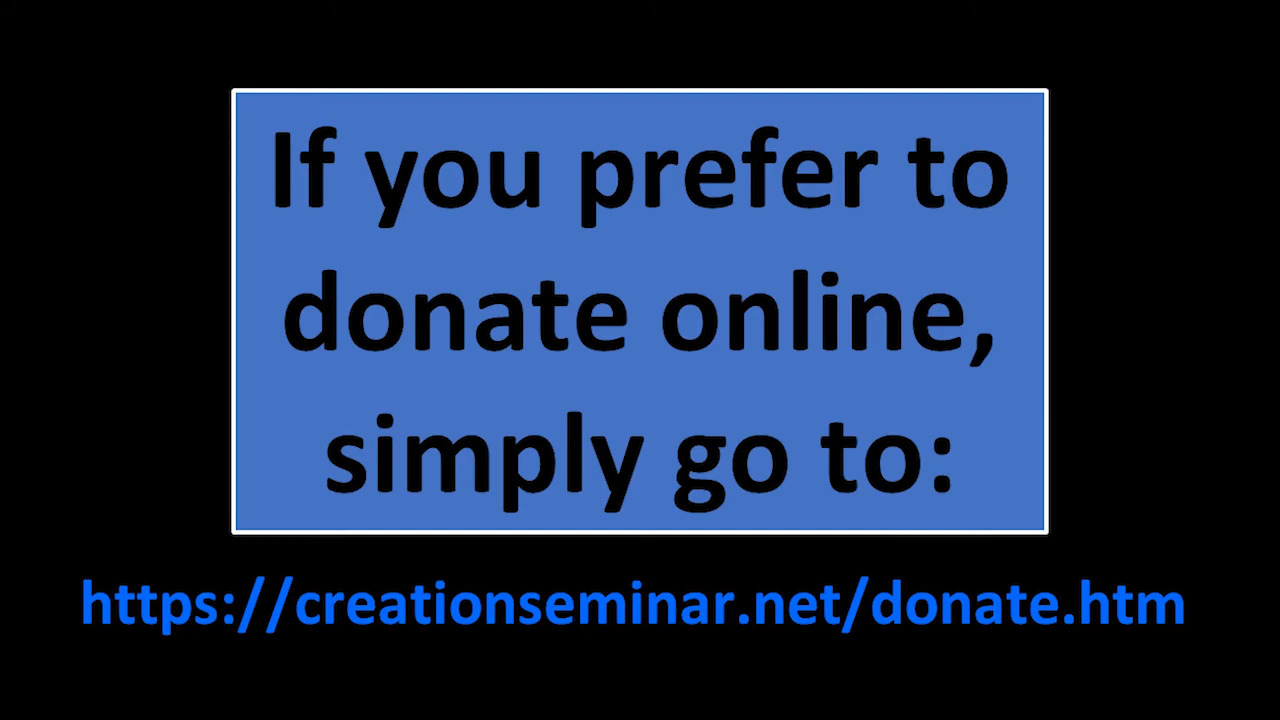 If you prefer to
donate online,
simply go to:
https://creationseminar.net/donate.htm